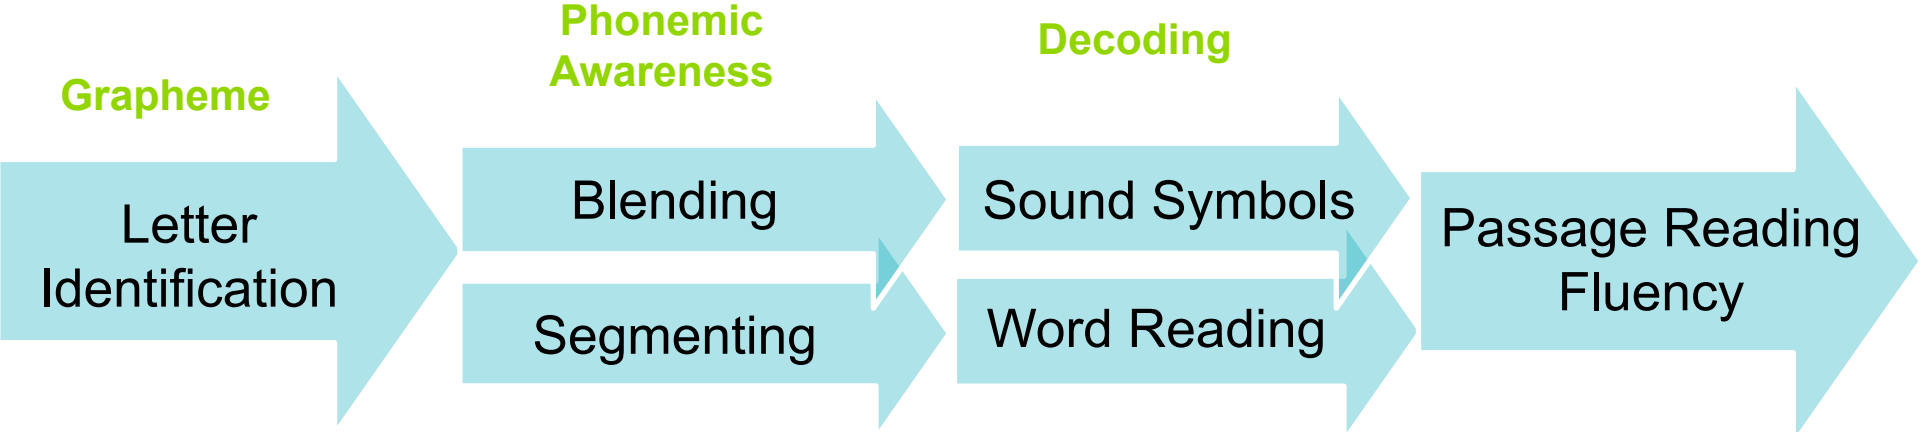 Grapheme
Letter
Identification
Phonemic
Awareness
Blending
Segmenting
Decoding
Sound Symbols
Word Reading
Passage Reading
Fluency